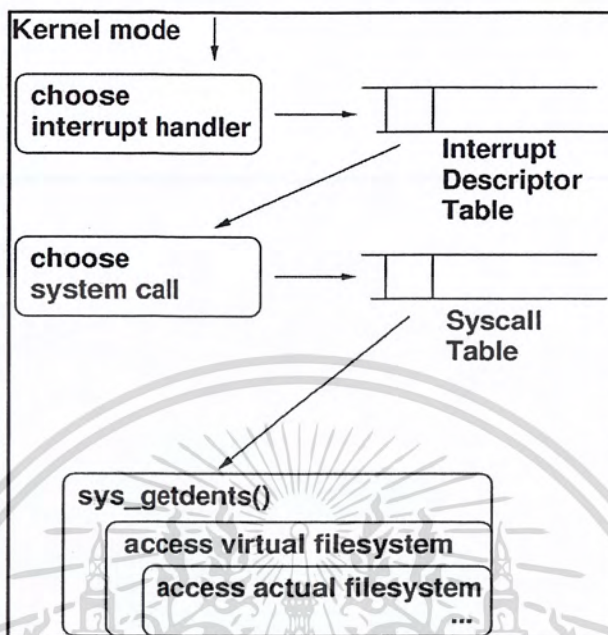 Kernel mode
choose
interrupt handler
Interrupt
Descriptor
Table
choose
system call
Syscall
Table
sys_getdents()
access virtual filesystem
access actual filesystem
...